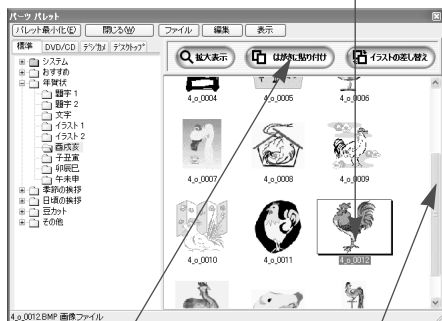 パーツ パレット
パレット最小化(E) 閉じる(W) ファイル 編集 表示
標準 DVD/CD デジカメ デスクトップ
拡大表示 はがきに貼り付け イラストの差し替え
システム
おすすめ
年賀状
題字1
題字2
文字
イラスト1
イラスト2
酉戌亥
子丑寅
卯辰巳
午未申
季節の挨拶
日頃の挨拶
豆カット
その他
4_o_0004 4_o_0005 4_o_0006
4_o_0007 4_o_0008 4_o_0009
4_o_0010 4_o_0011 4_o_0012
4_o_0012.BMP 画像ファイル